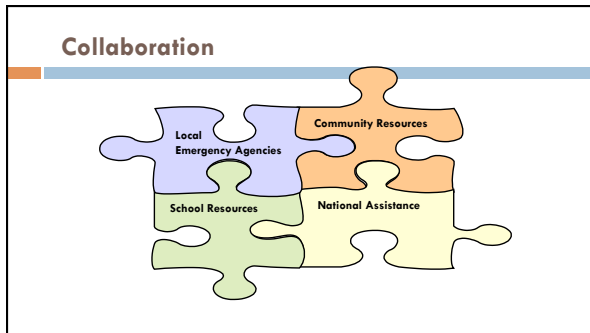 Collaboration
Community Resources
Local
Emergency Agencies
School Resources
National Assistance